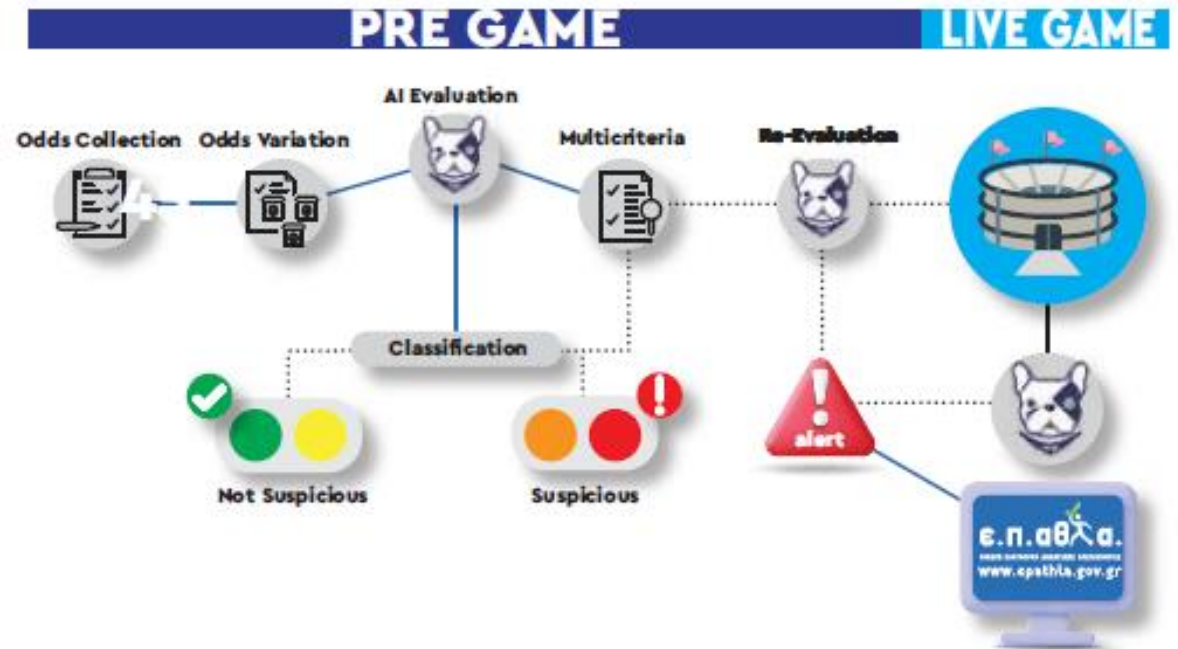 PRE GAME
LIVE GAME
AI Evaluation
Odds Collection
Odds Variation
Multicriteria
Re-Evaluation
4
Classification
alert
Not Suspicious
Suspicious
ε.π.αθλ.α.
www.epathla.gov.gr